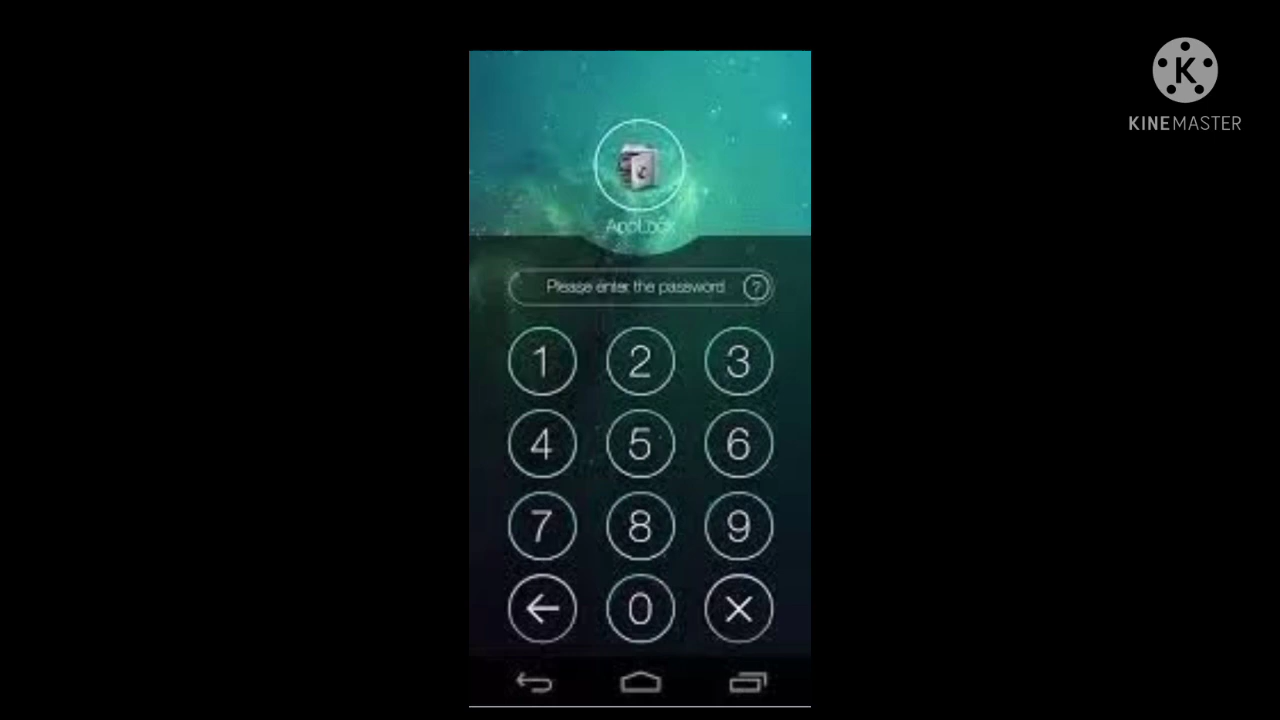 K
KINEMASTER
AppLock
Please enter the password ?
1 2 3
4 5 6
7 8 9
0